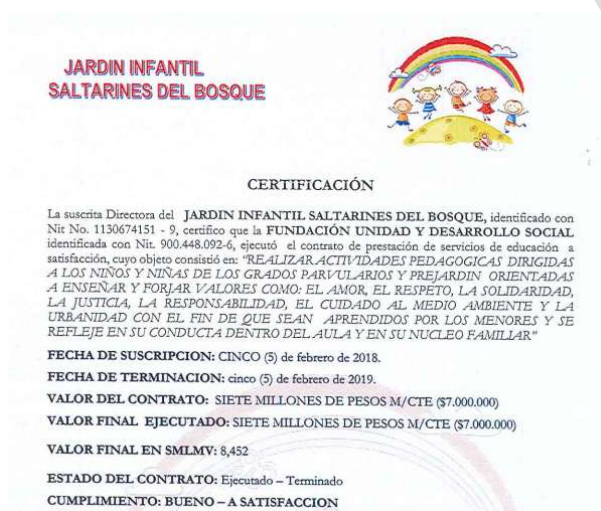 JARDIN INFANTIL
SALTARINES DEL BOSQUE
CERTIFICACIÓN
La suscrita Directora del JARDIN INFANTIL SALTARINES DEL BOSQUE, identificado con
Nit No. 1130674151 - 9, certifico que la FUNDACIÓN UNIDAD Y DESARROLLO SOCIAL
identificada con Nit. 900.448.092-6, ejecutó el contrato de prestación de servicios de educación a
satisfacción, cuyo objeto consistió en: "REALIZAR ACTIVIDADES PEDAGOGICAS DIRIGIDAS
A LOS NIÑOS Y NIÑAS DE LOS GRADOS PARVULARIOS Y PREJARDIN ORIENTADAS
A ENSEÑAR Y FORJAR VALORES COMO: EL AMOR, EL RESPETO, LA SOLIDARIDAD,
LA JUSTICIA, LA RESPONSABILIDAD, EL CUIDADO AL MEDIO AMBIENTE Y LA
URBANIDAD CON EL FIN DE QUE SEAN APRENDIDOS POR LOS MENORES Y SE
REFLEJE EN SU CONDUCTA DENTRO DEL AULA Y EN SU NUCLEO FAMILIAR"
FECHA DE SUSCRIPCION: CINCO (5) de febrero de 2018.
FECHA DE TERMINACION: cinco (5) de febrero de 2019.
VALOR DEL CONTRATO: SIETE MILLONES DE PESOS M/CTE ($7.000.000)
VALOR FINAL EJECUTADO: SIETE MILLONES DE PESOS M/CTE ($7.000.000)
VALOR FINAL EN SMLMV: 8,452
ESTADO DEL CONTRATO: Ejecutado – Terminado
CUMPLIMIENTO: BUENO – A SATISFACCION